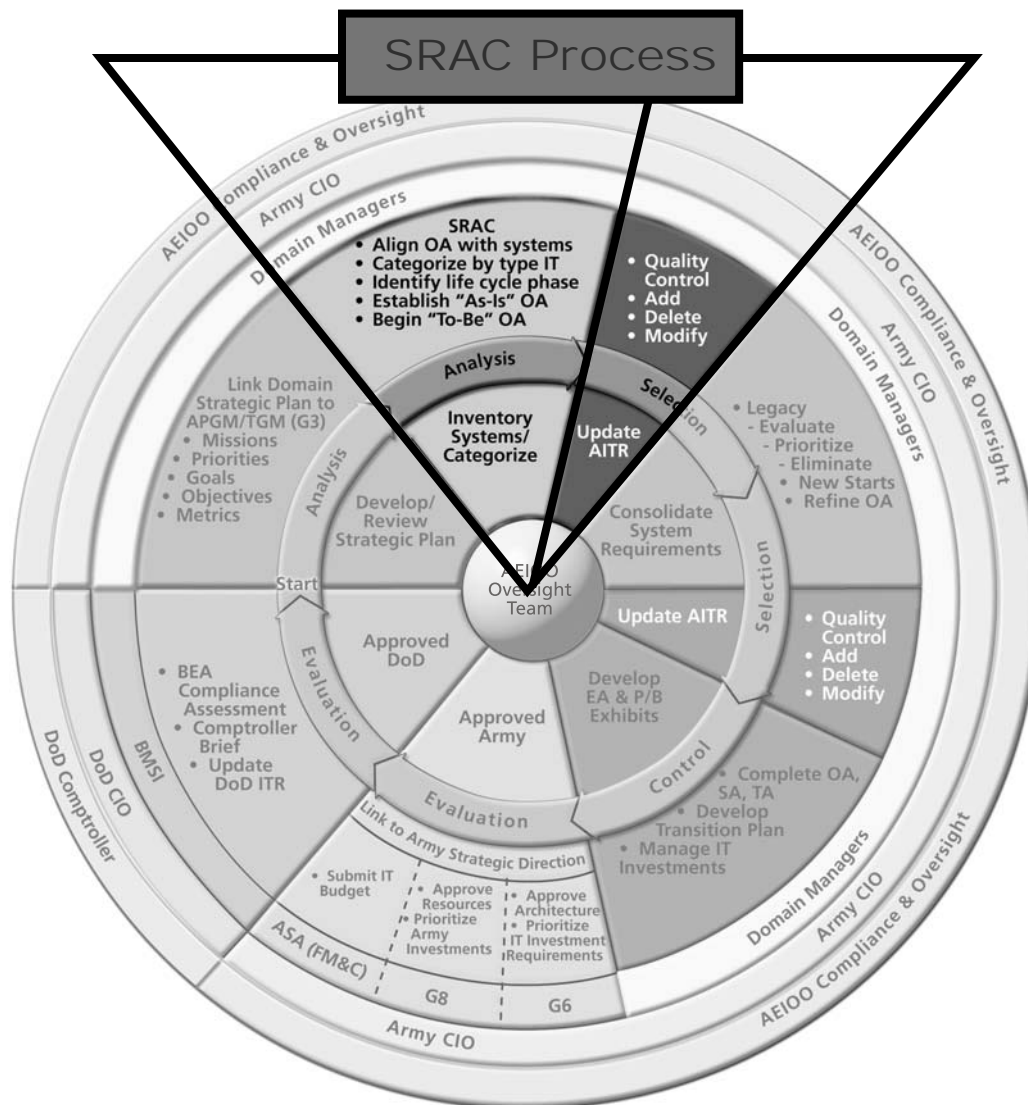 SRAC Process
AEIOO Compliance & Oversight
Army CIO
Domain Managers
SRAC
• Align OA with systems
• Categorize by type IT
• Identify life cycle phase
• Establish “As-Is” OA
• Begin “To-Be” OA
• Quality
Control
• Add
• Delete
• Modify
AEIOO Compliance & Oversight
Army CIO
Domain Managers
Analysis
Selection
Link Domain
Strategic Plan to
APGM/TGM (G3)
• Missions
• Priorities
• Goals
• Objectives
• Metrics
Analysis
Inventory
Systems/
Categorize
Update
AITR
• Legacy
- Evaluate
- Prioritize
- Eliminate
• New Starts
• Refine OA
Develop/
Review
Strategic Plan
Consolidate
System
Requirements
AEIOO
Oversight
Team
Start
Selection
Approved
DoD
Update AITR
• Quality
Control
• Add
• Delete
• Modify
Evaluation
• BEA
Compliance
Assessment
• Comptroller
Brief
• Update
DoD ITR
BMSI
DoD CIO
DoD Comptroller
Approved
Army
Develop
EA & P/B
Exhibits
Control
Evaluation
• Complete OA,
SA, TA
• Develop
Transition Plan
• Manage IT
Investments
Link to Army Strategic Direction
• Submit IT
Budget
• Approve
Resources
• Prioritize
Army
Investments
• Approve
Architecture
• Prioritize
IT Investment
Requirements
ASA (FM&C)
G8
G6
Army CIO
Domain Managers
Army CIO
AEIOO Compliance & Oversight